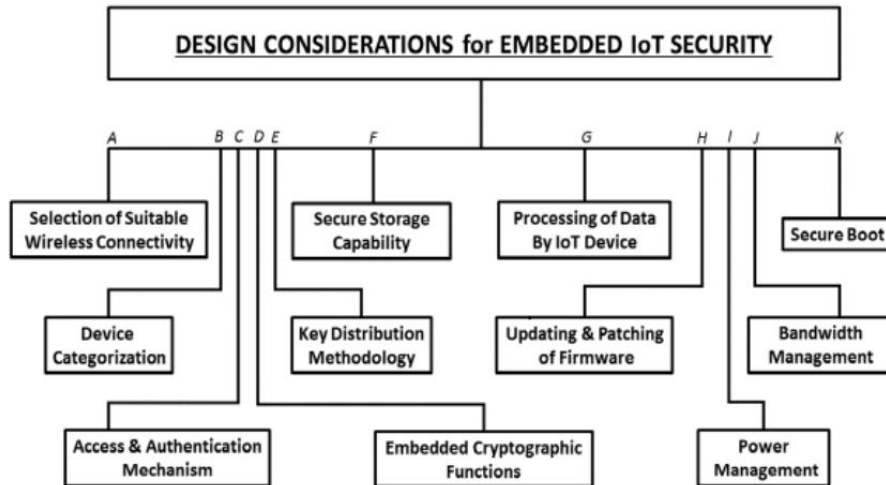 DESIGN CONSIDERATIONS for EMBEDDED IoT SECURITY
A B C D E F G H I J K
Selection of Suitable
Wireless Connectivity
Secure Storage
Capability
Processing of Data
By IoT Device
Secure Boot
Device
Categorization
Key Distribution
Methodology
Updating & Patching
of Firmware
Bandwidth
Management
Access & Authentication
Mechanism
Embedded Cryptographic
Functions
Power
Management